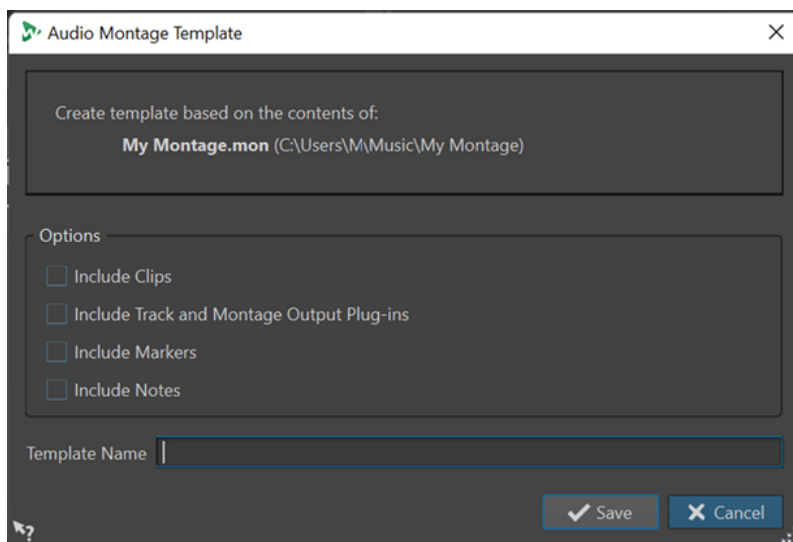 Audio Montage Template
Create template based on the contents of:
My Montage.mon (C:\Users\M\Music\My Montage)
Options
Include Clips
Include Track and Montage Output Plug-ins
Include Markers
Include Notes
Template Name
Save Cancel